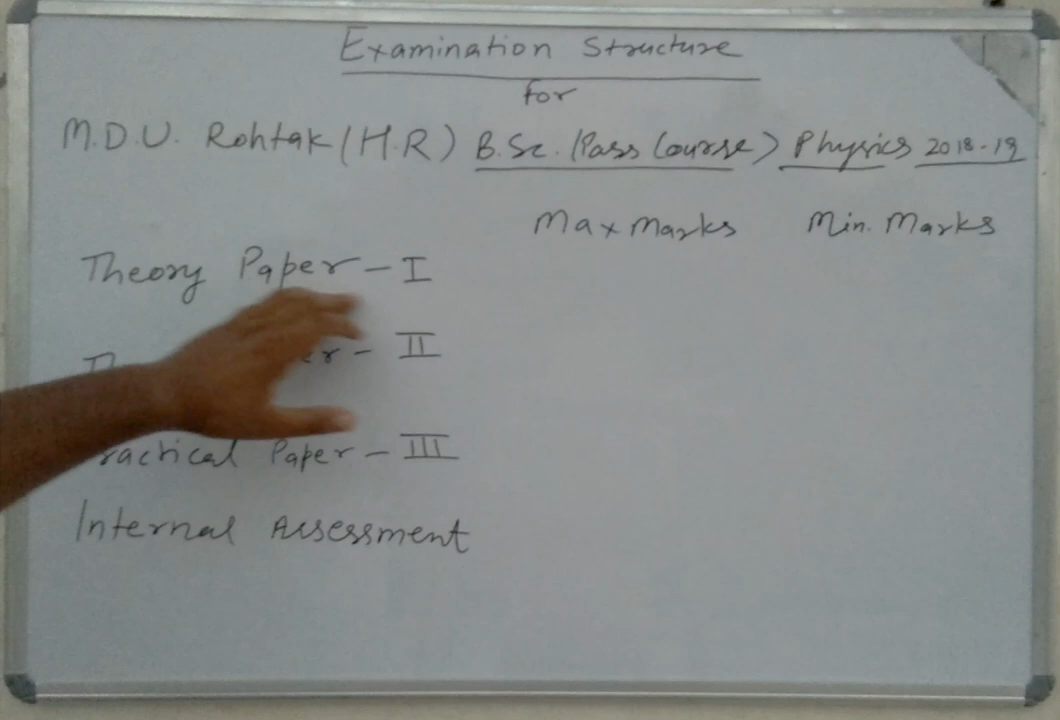 Examination Structure
for
M.D.U. Rohtak (H.R) B.Sc. (Pass Course) Physics 2018-19
Max Marks Min. Marks
Theory Paper - I
- II
Paper - III
Internal Assessment